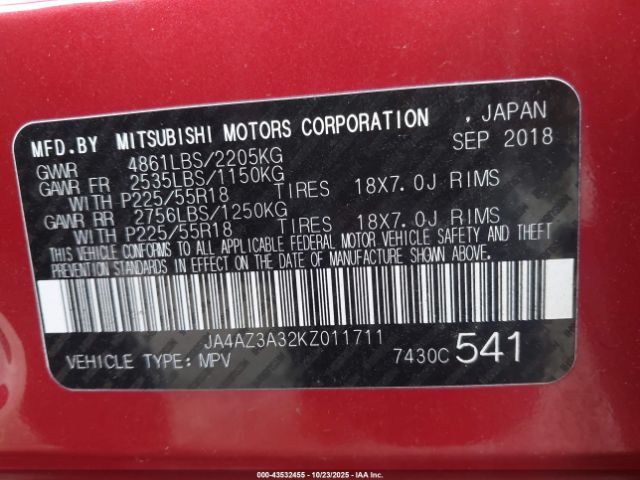 MFD.BY MITSUBISHI MOTORS CORPORATION , JAPAN
GVWR 4861LBS/2205KG SEP 2018
GAWR FR 2535LBS/1150KG
WITH P225/55R18 TIRES 18X7.0J RIMS
GAWR RR 2756LBS/1250KG
WITH P225/55R18 TIRES 18X7.0J RIMS
THIS VEHICLE CONFORMS TO ALL APPLICABLE FEDERAL MOTOR VEHICLE SAFETY AND THEFT
PREVENTION STANDARDS IN EFFECT ON THE DATE OF MANUFACTURE SHOWN ABOVE.
JA4AZ3A32KZ011711
VEHICLE TYPE: MPV 7430C 541
000-43532455 - 10/23/2025 - Copyright © 2025, IAA Inc.